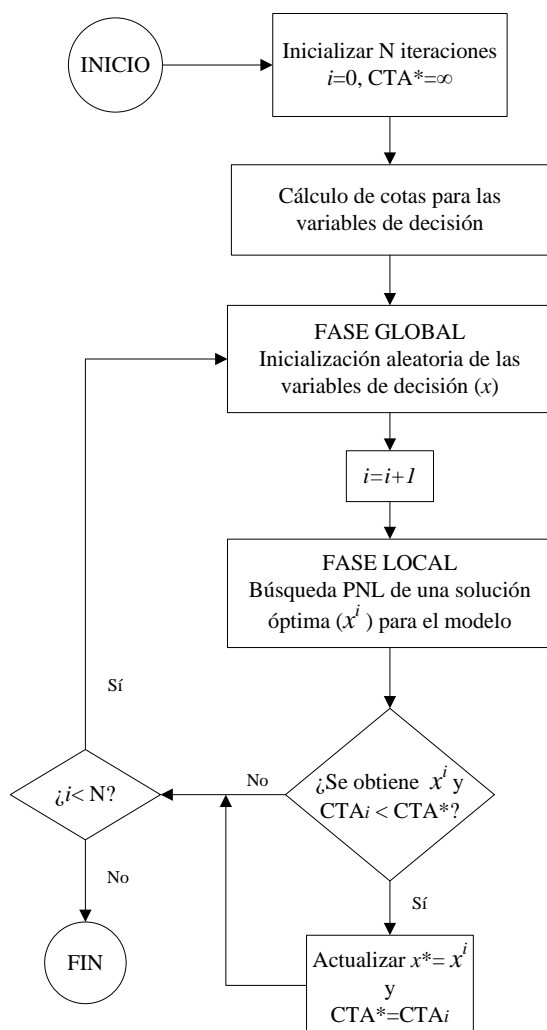 INICIO
Inicializar N iteraciones
i=0, CTA*=∞
Cálculo de cotas para las
variables de decisión
FASE GLOBAL
Inicialización aleatoria de las
variables de decisión (x)
i=i+1
FASE LOCAL
Búsqueda PNL de una solución
óptima (x^i) para el modelo
¿Se obtiene x^i y
CTAi < CTA*?
No
Sí
Actualizar x*= x^i
y
CTA*=CTAi
¿i< N?
Sí
No
FIN